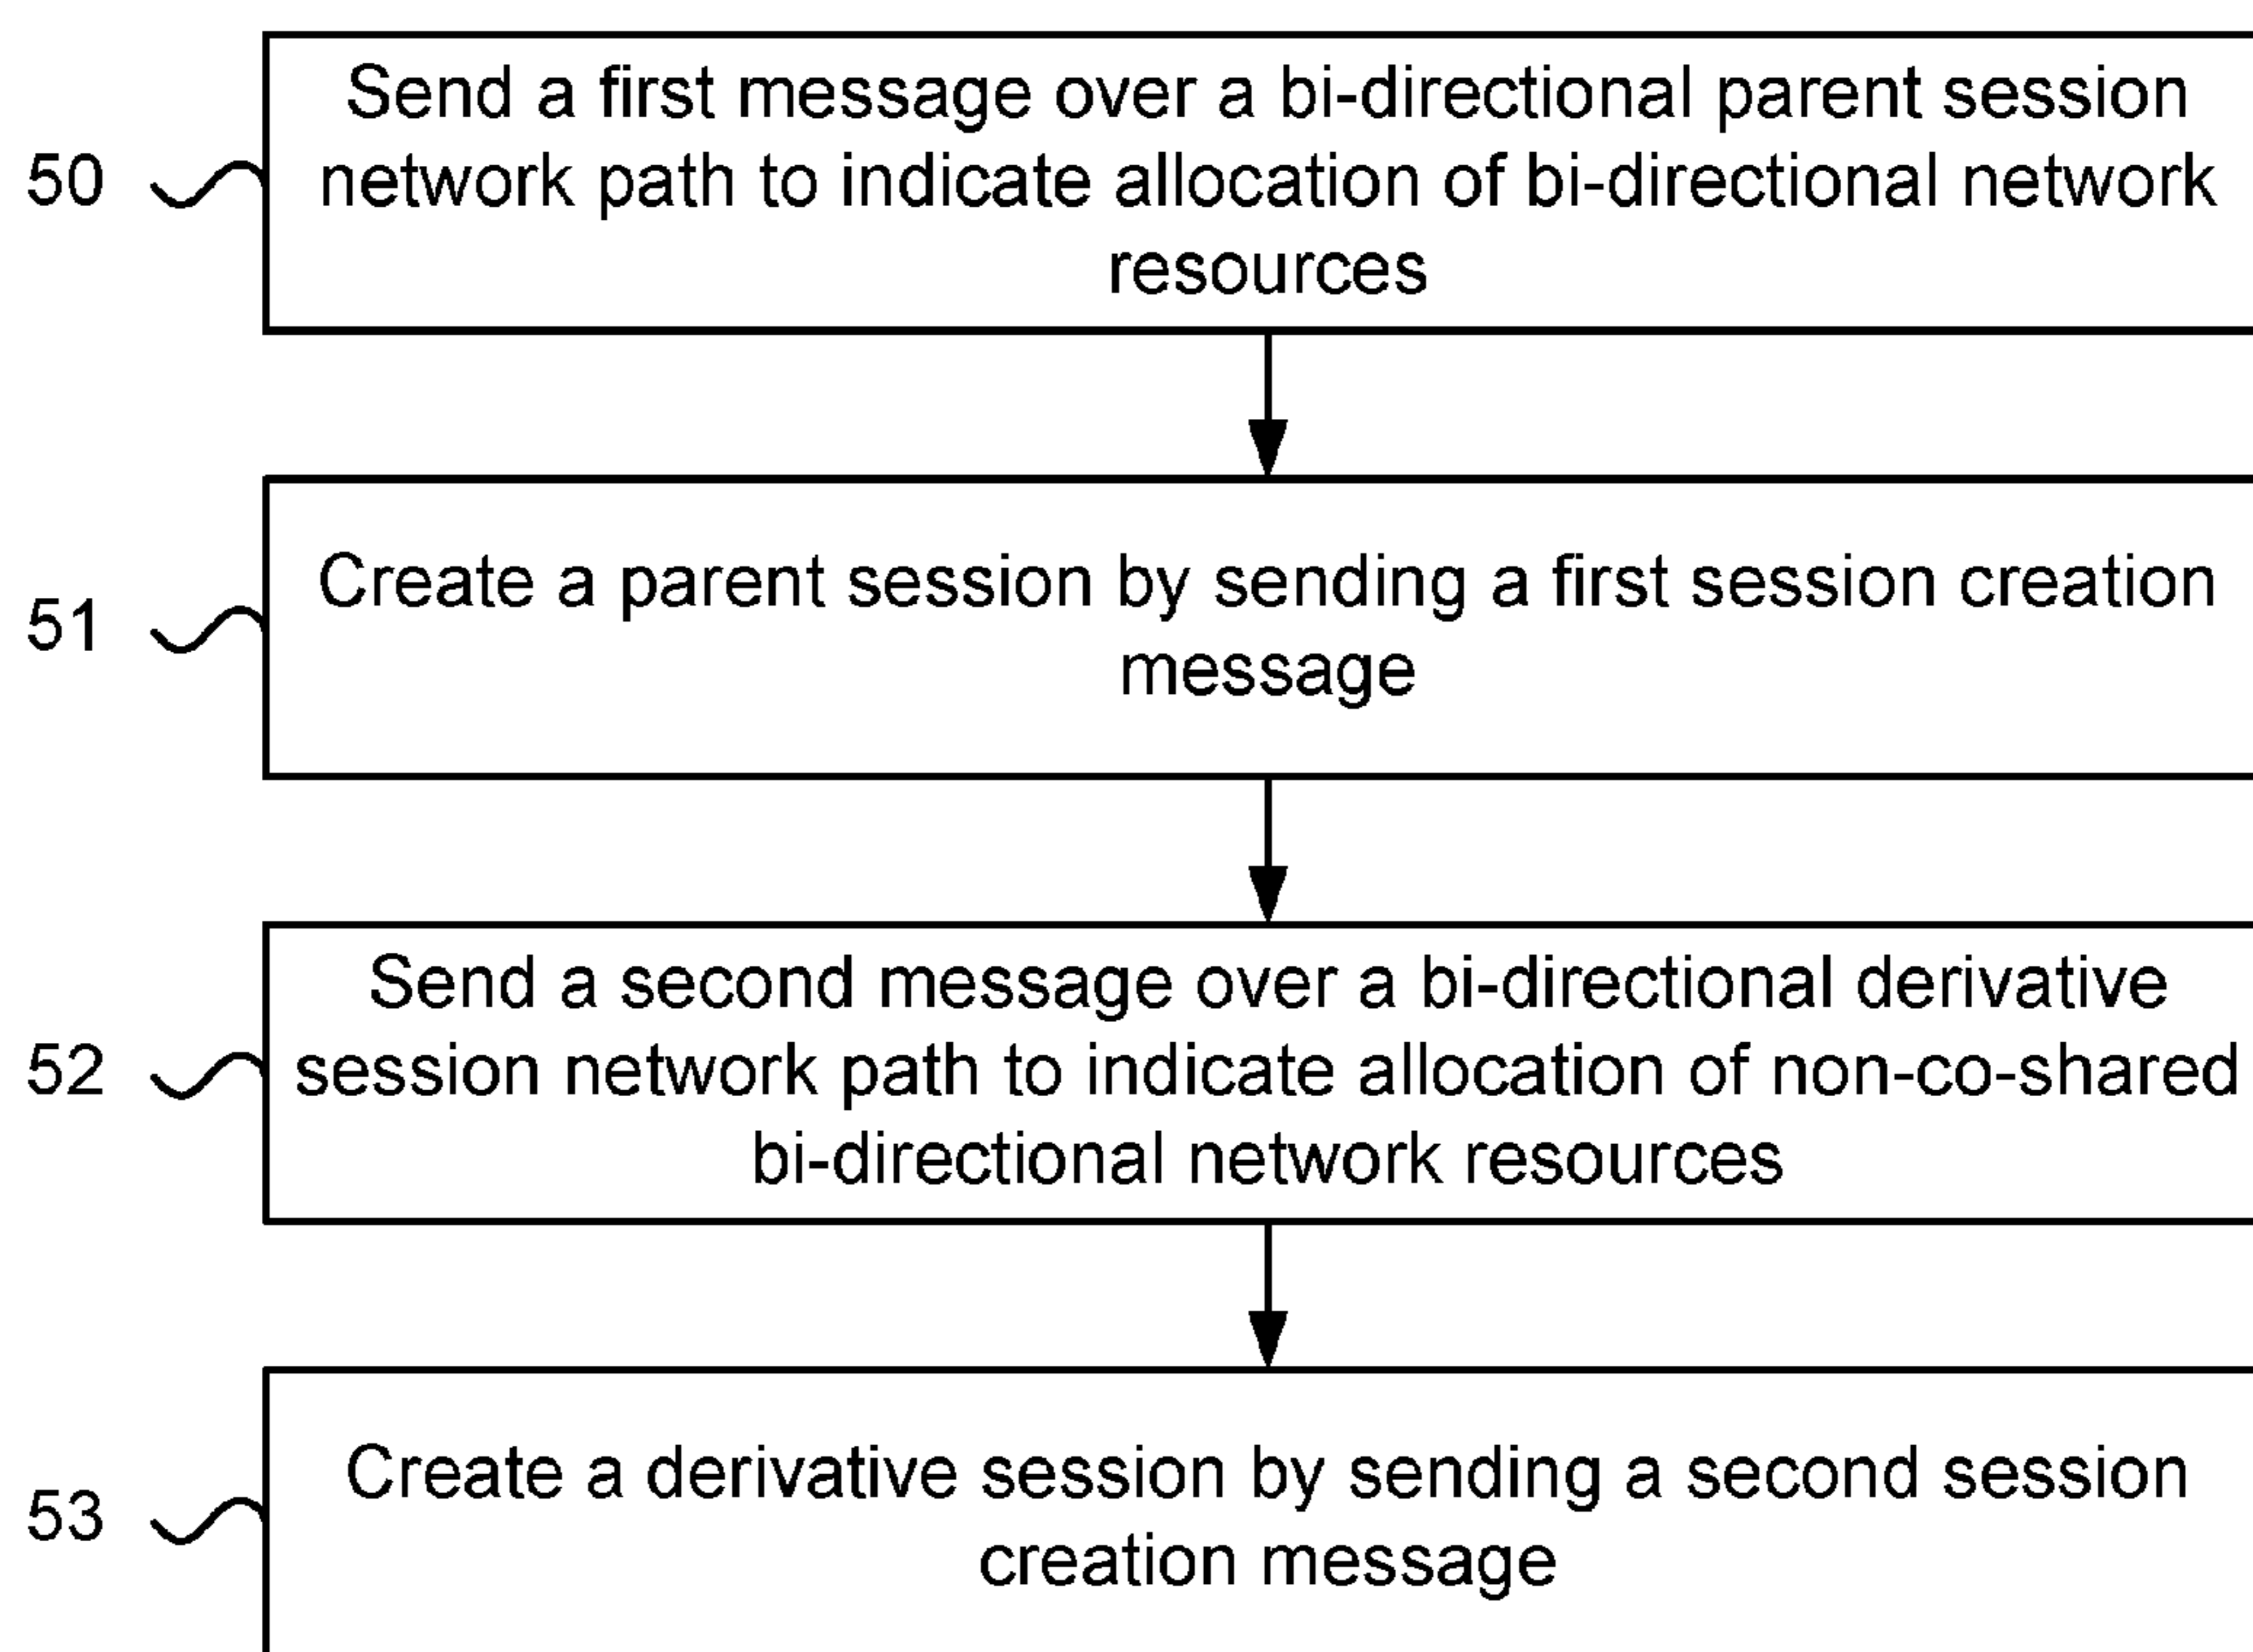 Send a first message over a bi-directional parent session
50
network path to indicate allocation of bi-directional network
resources
Create a parent session by sending a first session creation
51
message
Send a second message over a bi-directional derivative
52
session network path to indicate allocation of non-co-shared
bi-directional network resources
Create a derivative session by sending a second session
53
creation message